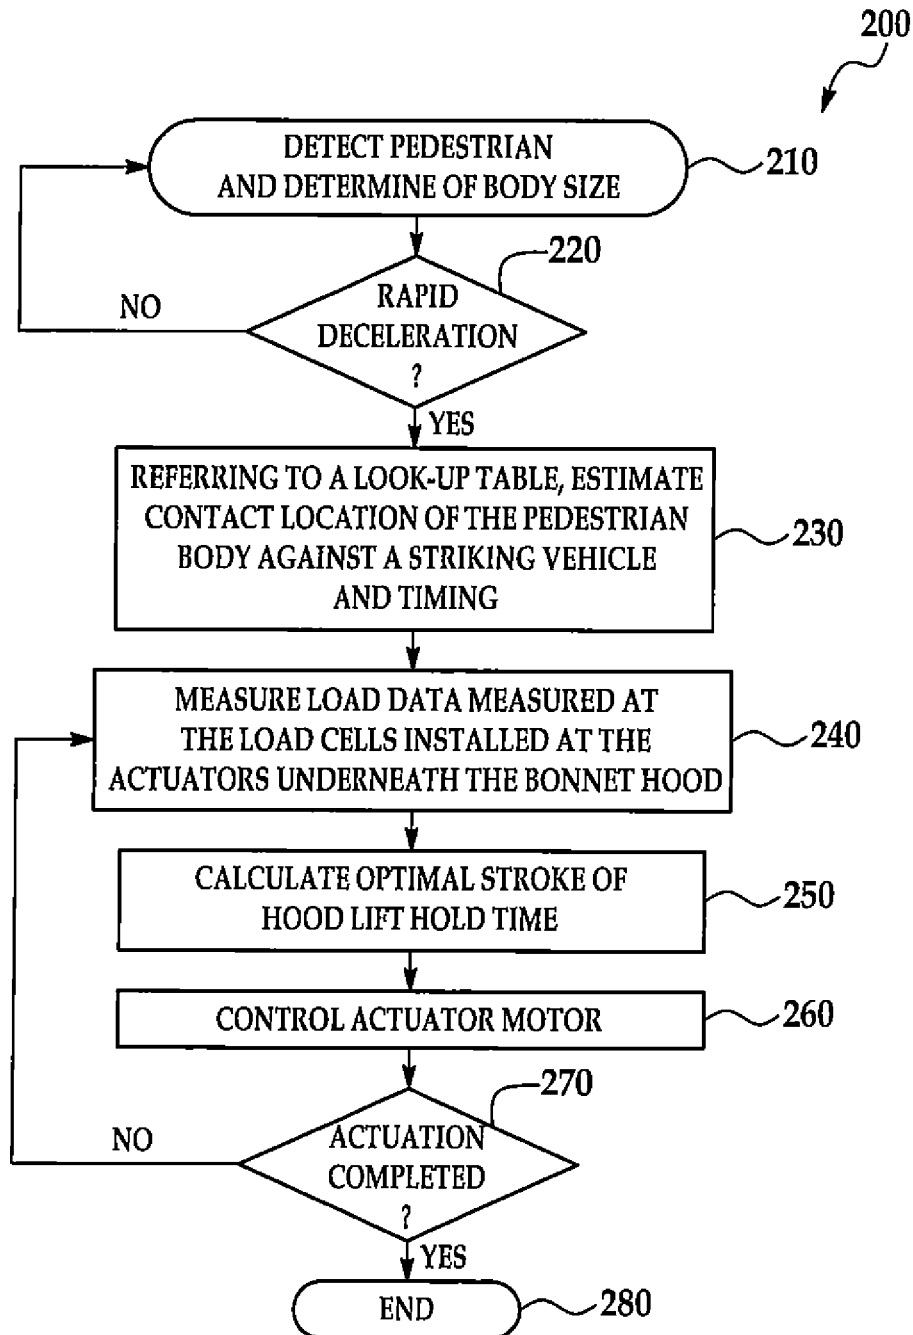 200
DETECT PEDESTRIAN
AND DETERMINE OF BODY SIZE
210
220
RAPID
DECELERATION
?
NO
YES
REFERRING TO A LOOK-UP TABLE, ESTIMATE
CONTACT LOCATION OF THE PEDESTRIAN
BODY AGAINST A STRIKING VEHICLE
AND TIMING
230
MEASURE LOAD DATA MEASURED AT
THE LOAD CELLS INSTALLED AT THE
ACTUATORS UNDERNEATH THE BONNET HOOD
240
CALCULATE OPTIMAL STROKE OF
HOOD LIFT HOLD TIME
250
CONTROL ACTUATOR MOTOR
260
270
ACTUATION
COMPLETED
?
NO
YES
END
280